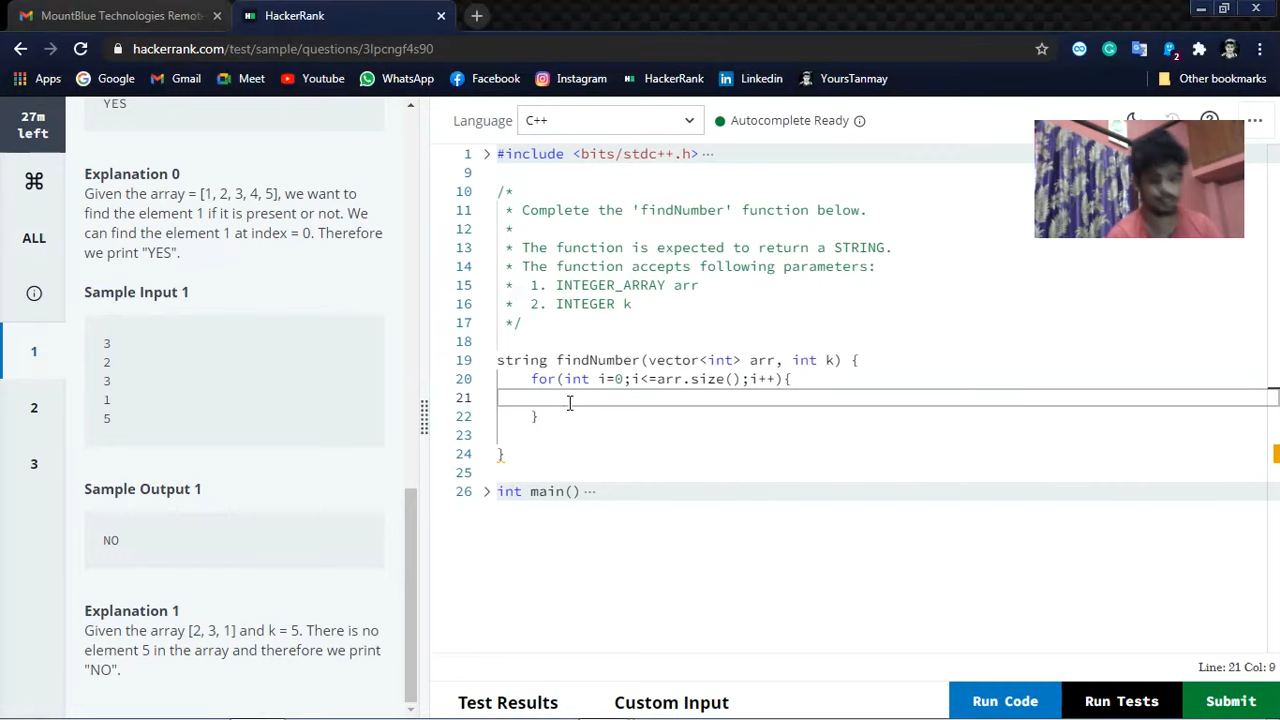 MountBlue Technologies Remote
HackerRank
hackerrank.com/test/sample/questions/3lpcngf4s90
2
Apps Google Gmail Meet Youtube WhatsApp Facebook Instagram HackerRank Linkedin YoursTanmay Other bookmarks
27m
left
ALL
1
2
3
YES
Explanation 0
Given the array = [1, 2, 3, 4, 5], we want to
find the element 1 if it is present or not. We
can find the element 1 at index = 0. Therefore
we print "YES".
Sample Input 1
3
2
3
1
5
Sample Output 1
NO
Explanation 1
Given the array [2, 3, 1] and k = 5. There is no
element 5 in the array and therefore we print
"NO".
Language C++ Autocomplete Ready
1 #include <bits/stdc++.h> ...
9
10 /*
11 * Complete the 'findNumber' function below.
12 *
13 * The function is expected to return a STRING.
14 * The function accepts following parameters:
15 * 1. INTEGER_ARRAY arr
16 * 2. INTEGER k
17 */
18
19 string findNumber(vector<int> arr, int k) {
20 for(int i=0;i<=arr.size();i++){
21
22 }
23
24 }
25
26 int main() ...
Line: 21 Col: 9
Test Results Custom Input Run Code Run Tests Submit